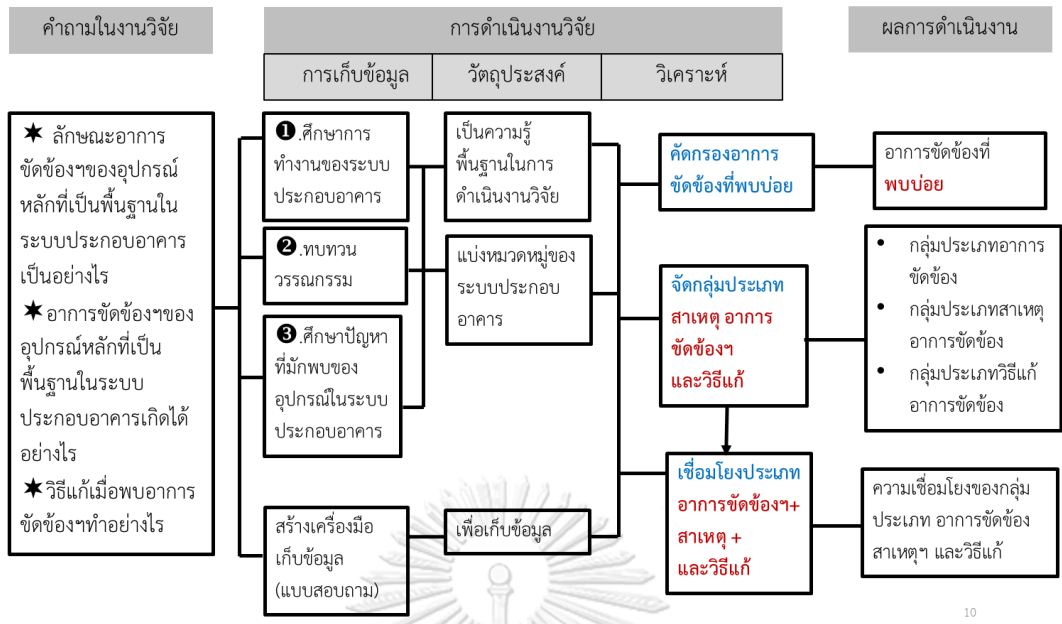 คำถามในงานวิจัย
การดำเนินงานวิจัย
ผลการดำเนินงาน
การเก็บข้อมูล
วัตถุประสงค์
วิเคราะห์
★ ลักษณะอาการ
ขัดข้องฯของอุปกรณ์
หลักที่เป็นพื้นฐานใน
ระบบประกอบอาคาร
เป็นอย่างไร
★อาการขัดข้องฯของ
อุปกรณ์หลักที่เป็น
พื้นฐานในระบบ
ประกอบอาคารเกิดได้
อย่างไร
★วิธีแก้เมื่อพบอาการ
ขัดข้องฯทำอย่างไร
❶.ศึกษาการ
ทำงานของระบบ
ประกอบอาคาร
❷.ทบทวน
วรรณกรรม
❸.ศึกษาปัญหา
ที่มักพบของ
อุปกรณ์ในระบบ
ประกอบอาคาร
สร้างเครื่องมือ
เก็บข้อมูล
(แบบสอบถาม)
เป็นความรู้
พื้นฐานในการ
ดำเนินงานวิจัย
แบ่งหมวดหมู่ของ
ระบบประกอบ
อาคาร
เพื่อเก็บข้อมูล
คัดกรองอาการ
ขัดข้องที่พบบ่อย
จัดกลุ่มประเภท
สาเหตุ อาการ
ขัดข้องฯ
และวิธีแก้
เชื่อมโยงประเภท
อาการขัดข้องฯ+
สาเหตุ +
และวิธีแก้
อาการขัดข้องที่
พบบ่อย
• กลุ่มประเภทอาการ
ขัดข้อง
• กลุ่มประเภทสาเหตุ
อาการขัดข้อง
• กลุ่มประเภทวิธีแก้
อาการขัดข้อง
ความเชื่อมโยงของกลุ่ม
ประเภท อาการขัดข้อง
สาเหตุฯ และวิธีแก้
10